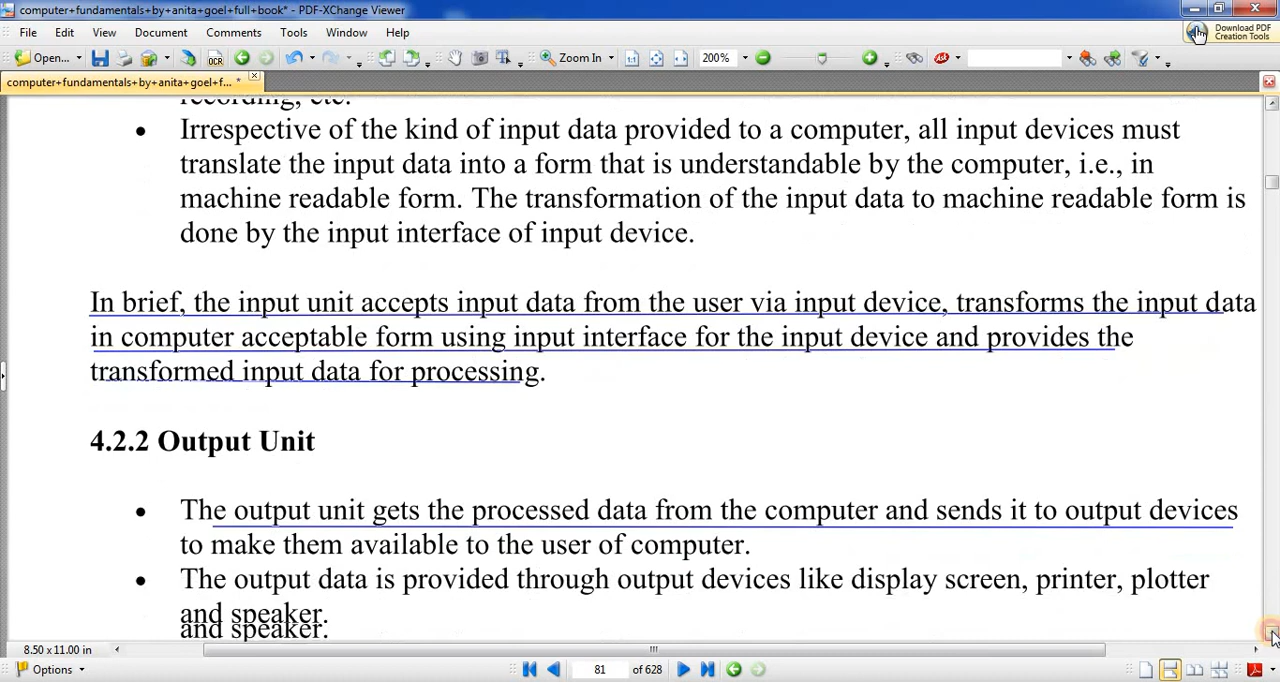 computer+fundamentals+by+anita+goel+full+book* - PDF-XChange Viewer
File Edit View Document Comments Tools Window Help
Download PDF
Creation Tools
Open... OCR Zoom In 200%
computer+fundamentals+by+anita+goel+f... *
recording, etc.
• Irrespective of the kind of input data provided to a computer, all input devices must
translate the input data into a form that is understandable by the computer, i.e., in
machine readable form. The transformation of the input data to machine readable form is
done by the input interface of input device.
In brief, the input unit accepts input data from the user via input device, transforms the input data
in computer acceptable form using input interface for the input device and provides the
transformed input data for processing.
4.2.2 Output Unit
• The output unit gets the processed data from the computer and sends it to output devices
to make them available to the user of computer.
• The output data is provided through output devices like display screen, printer, plotter
and speaker.
and speaker.
8.50 x 11.00 in
Options 81 of 628